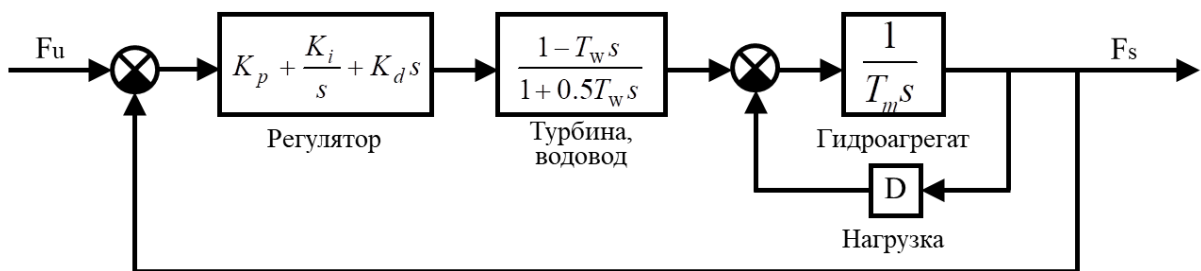 Fu
Fs
K_p + K_i/s + K_d s
(1 − T_w s)/(1 + 0.5T_w s)
1/(T_m s)
Регулятор
Турбина,
водовод
Гидроагрегат
D
Нагрузка